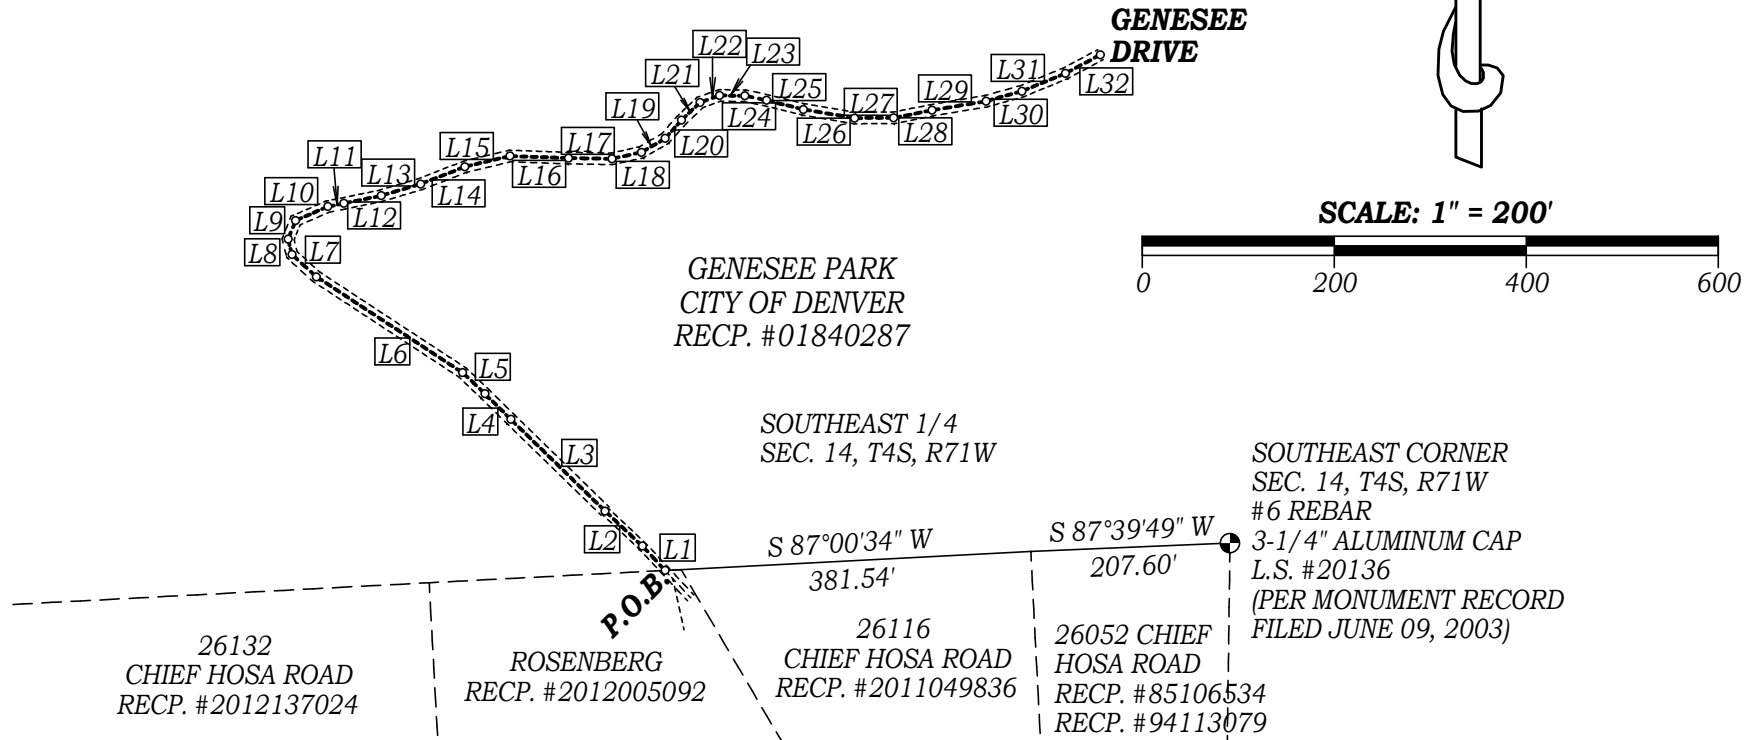 GENESEE
DRIVE
L22
L23
L21
L31
L32
L19
L25
L27
L29
L30
L24
L26
L28
L20
L17
L15
L11
L13
L16
L18
L14
L10
L12
L9
L8
L7
SCALE: 1" = 200'
0 200 400 600
GENESEE PARK
CITY OF DENVER
RECP. #01840287
L6
L5
L4
SOUTHEAST 1/4
SEC. 14, T4S, R71W
L3
SOUTHEAST CORNER
SEC. 14, T4S, R71W
#6 REBAR
3-1/4" ALUMINUM CAP
L.S. #20136
(PER MONUMENT RECORD
FILED JUNE 09, 2003)
L2
L1
S 87°00'34" W
381.54'
S 87°39'49" W
207.60'
P.O.B.
26132
CHIEF HOSA ROAD
RECP. #2012137024
ROSENBERG
RECP. #2012005092
26116
CHIEF HOSA ROAD
RECP. #2011049836
26052 CHIEF
HOSA ROAD
RECP. #85106534
RECP. #94113079